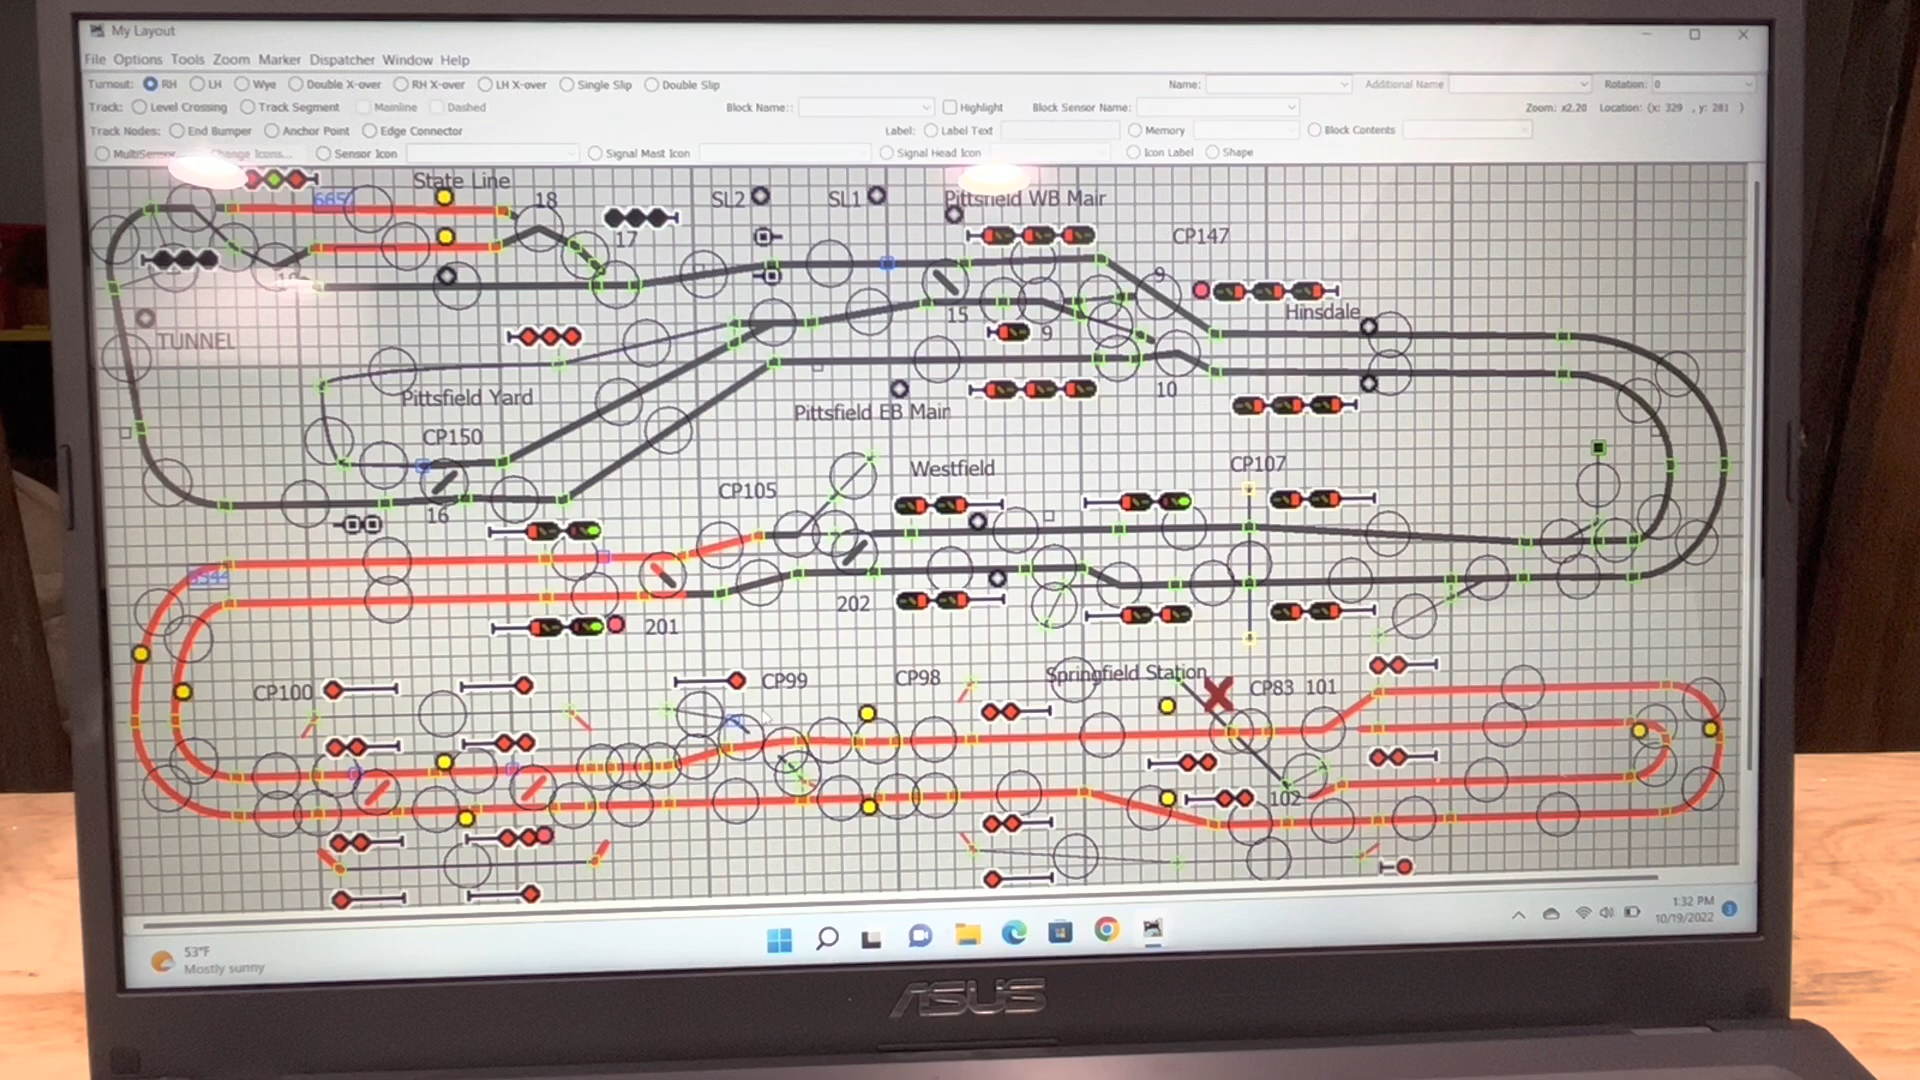 My Layout
File Options Tools Zoom Marker Dispatcher Window Help
Turnout: RH LH Wye Double X-over RH X-over LH X-over Single Slip Double Slip Name: Additional Name Rotation: 0
Track: Level Crossing Track Segment Mainline Dashed Block Name:: Highlight Block Sensor Name: Zoom: x2.20 Location: (x: 329 , y: 281 )
Track Nodes: End Bumper Anchor Point Edge Connector Label: Label Text Memory Block Contents
Change Icons... Sensor Icon Signal Mast Icon Signal Head Icon Icon Label Shape
State Line
18
SL2
SL1
Pittsfield WB Mair
17
CP147
9
Hinsdale
15
9
TUNNEL
10
Pittsfield Yard
Pittsfield EB Mair
CP150
Westfield
CP107
CP105
16
202
201
CP100
CP99
CP98
Springfield Station
CP83 101
102
53°F
Mostly sunny
1:32 PM
10/19/2022
3
ASUS